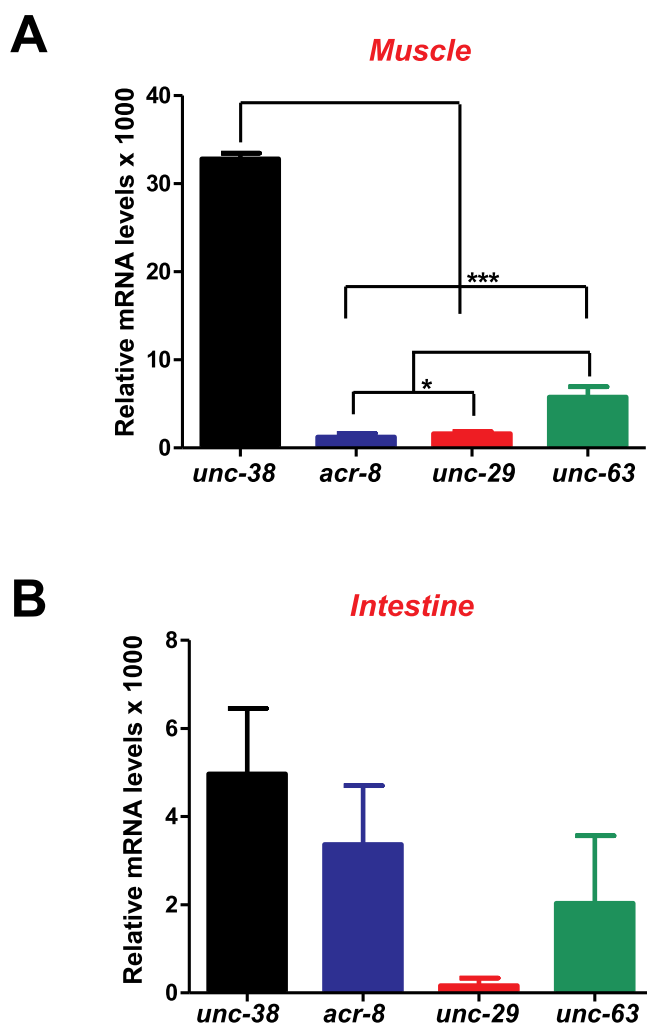 A
Muscle
Relative mRNA levels x 1000
40
30
20
10
0
***
*
unc-38 acr-8 unc-29 unc-63
B
Intestine
Relative mRNA levels x 1000
8
6
4
2
0
unc-38 acr-8 unc-29 unc-63